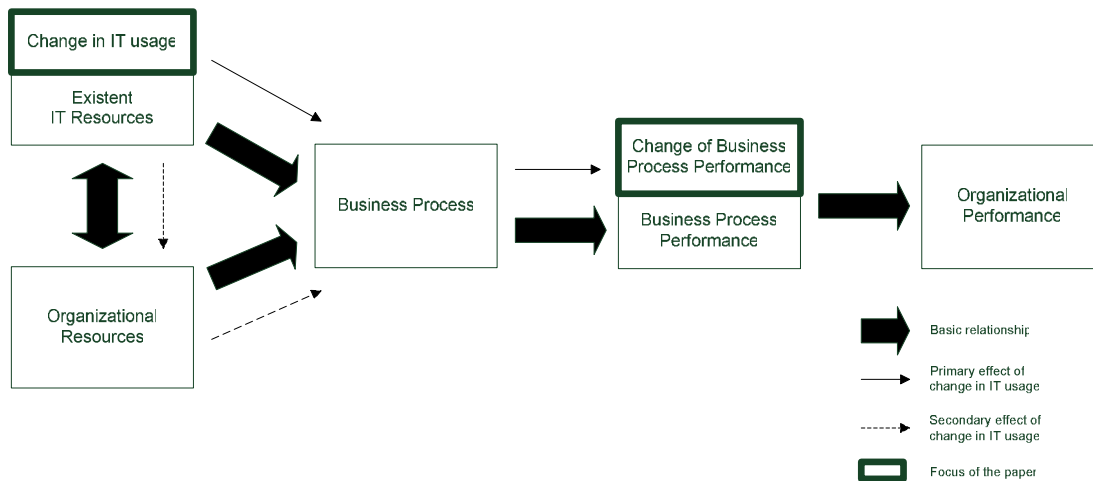 Change in IT usage
Existent
IT Resources
Organizational
Resources
Business Process
Change of Business
Process Performance
Business Process
Performance
Organizational
Performance
Basic relationship
Primary effect of
change in IT usage
Secondary effect of
change in IT usage
Focus of the paper